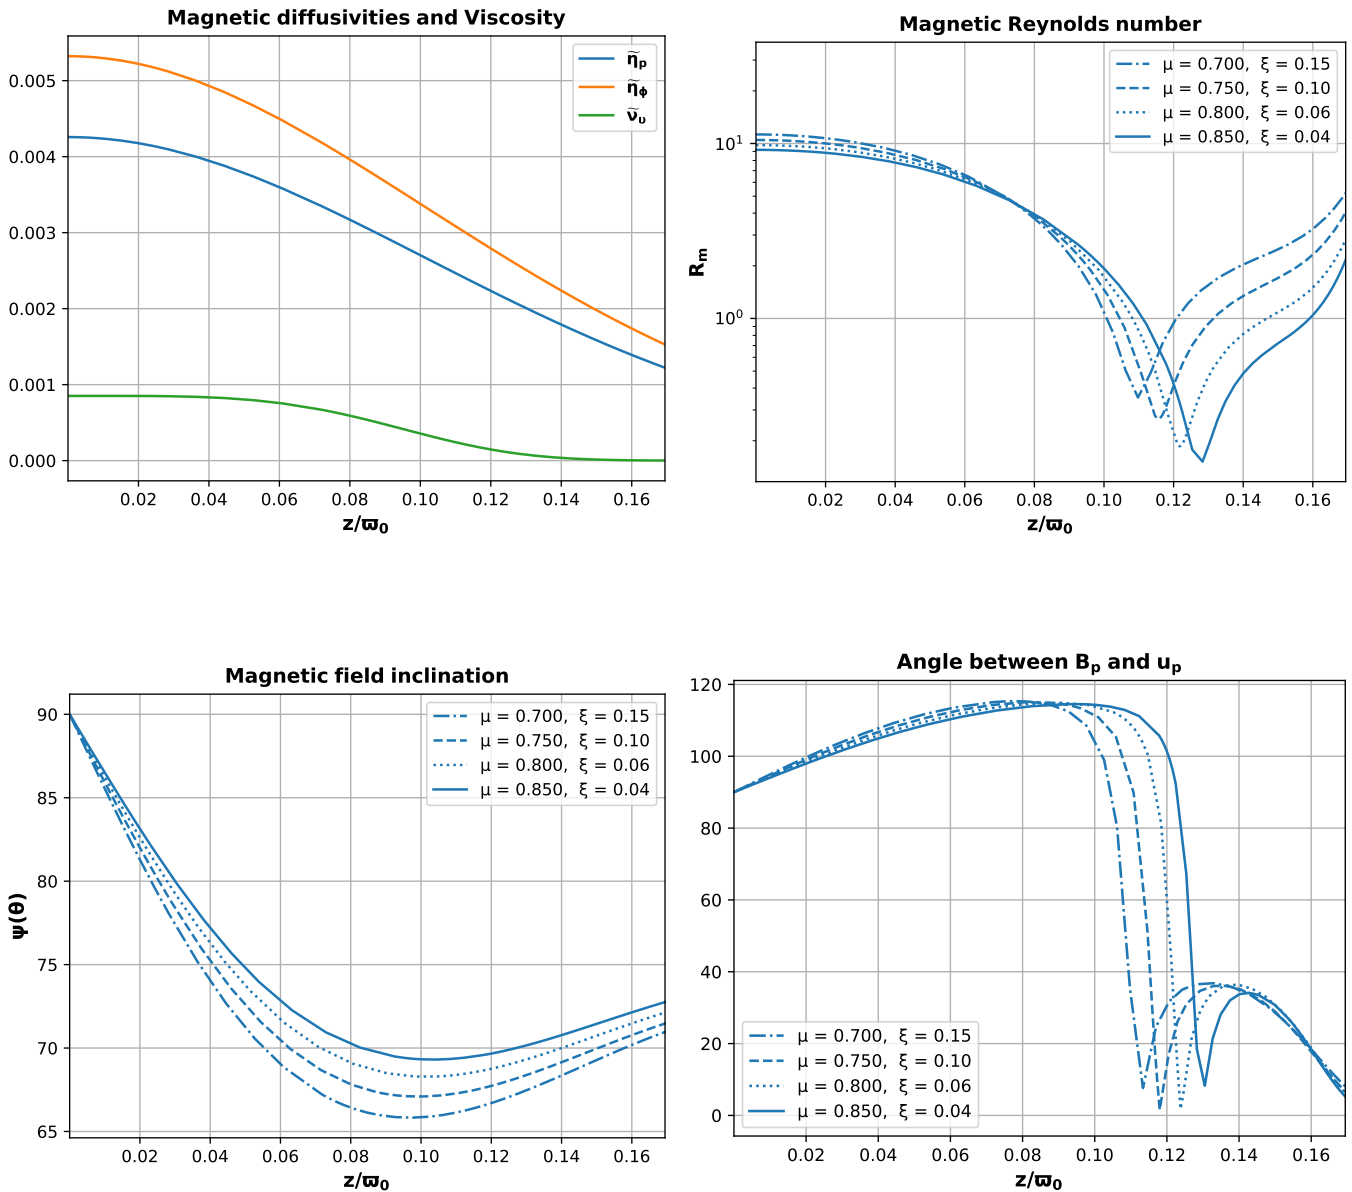 Magnetic diffusivities and Viscosity
0.005
0.004
0.003
0.002
0.001
0.000
η̃ₚ
η̃ᵩ
ν̃ᵤ
0.02 0.04 0.06 0.08 0.10 0.12 0.14 0.16
z/ϖ₀
Magnetic Reynolds number
μ = 0.700, ξ = 0.15
μ = 0.750, ξ = 0.10
μ = 0.800, ξ = 0.06
μ = 0.850, ξ = 0.04
10¹
10⁰
Rₘ
0.02 0.04 0.06 0.08 0.10 0.12 0.14 0.16
z/ϖ₀
Magnetic field inclination
μ = 0.700, ξ = 0.15
μ = 0.750, ξ = 0.10
μ = 0.800, ξ = 0.06
μ = 0.850, ξ = 0.04
90
85
80
75
70
65
ψ(θ)
0.02 0.04 0.06 0.08 0.10 0.12 0.14 0.16
z/ϖ₀
Angle between Bₚ and uₚ
120
100
80
60
40
20
0
μ = 0.700, ξ = 0.15
μ = 0.750, ξ = 0.10
μ = 0.800, ξ = 0.06
μ = 0.850, ξ = 0.04
0.02 0.04 0.06 0.08 0.10 0.12 0.14 0.16
z/ϖ₀